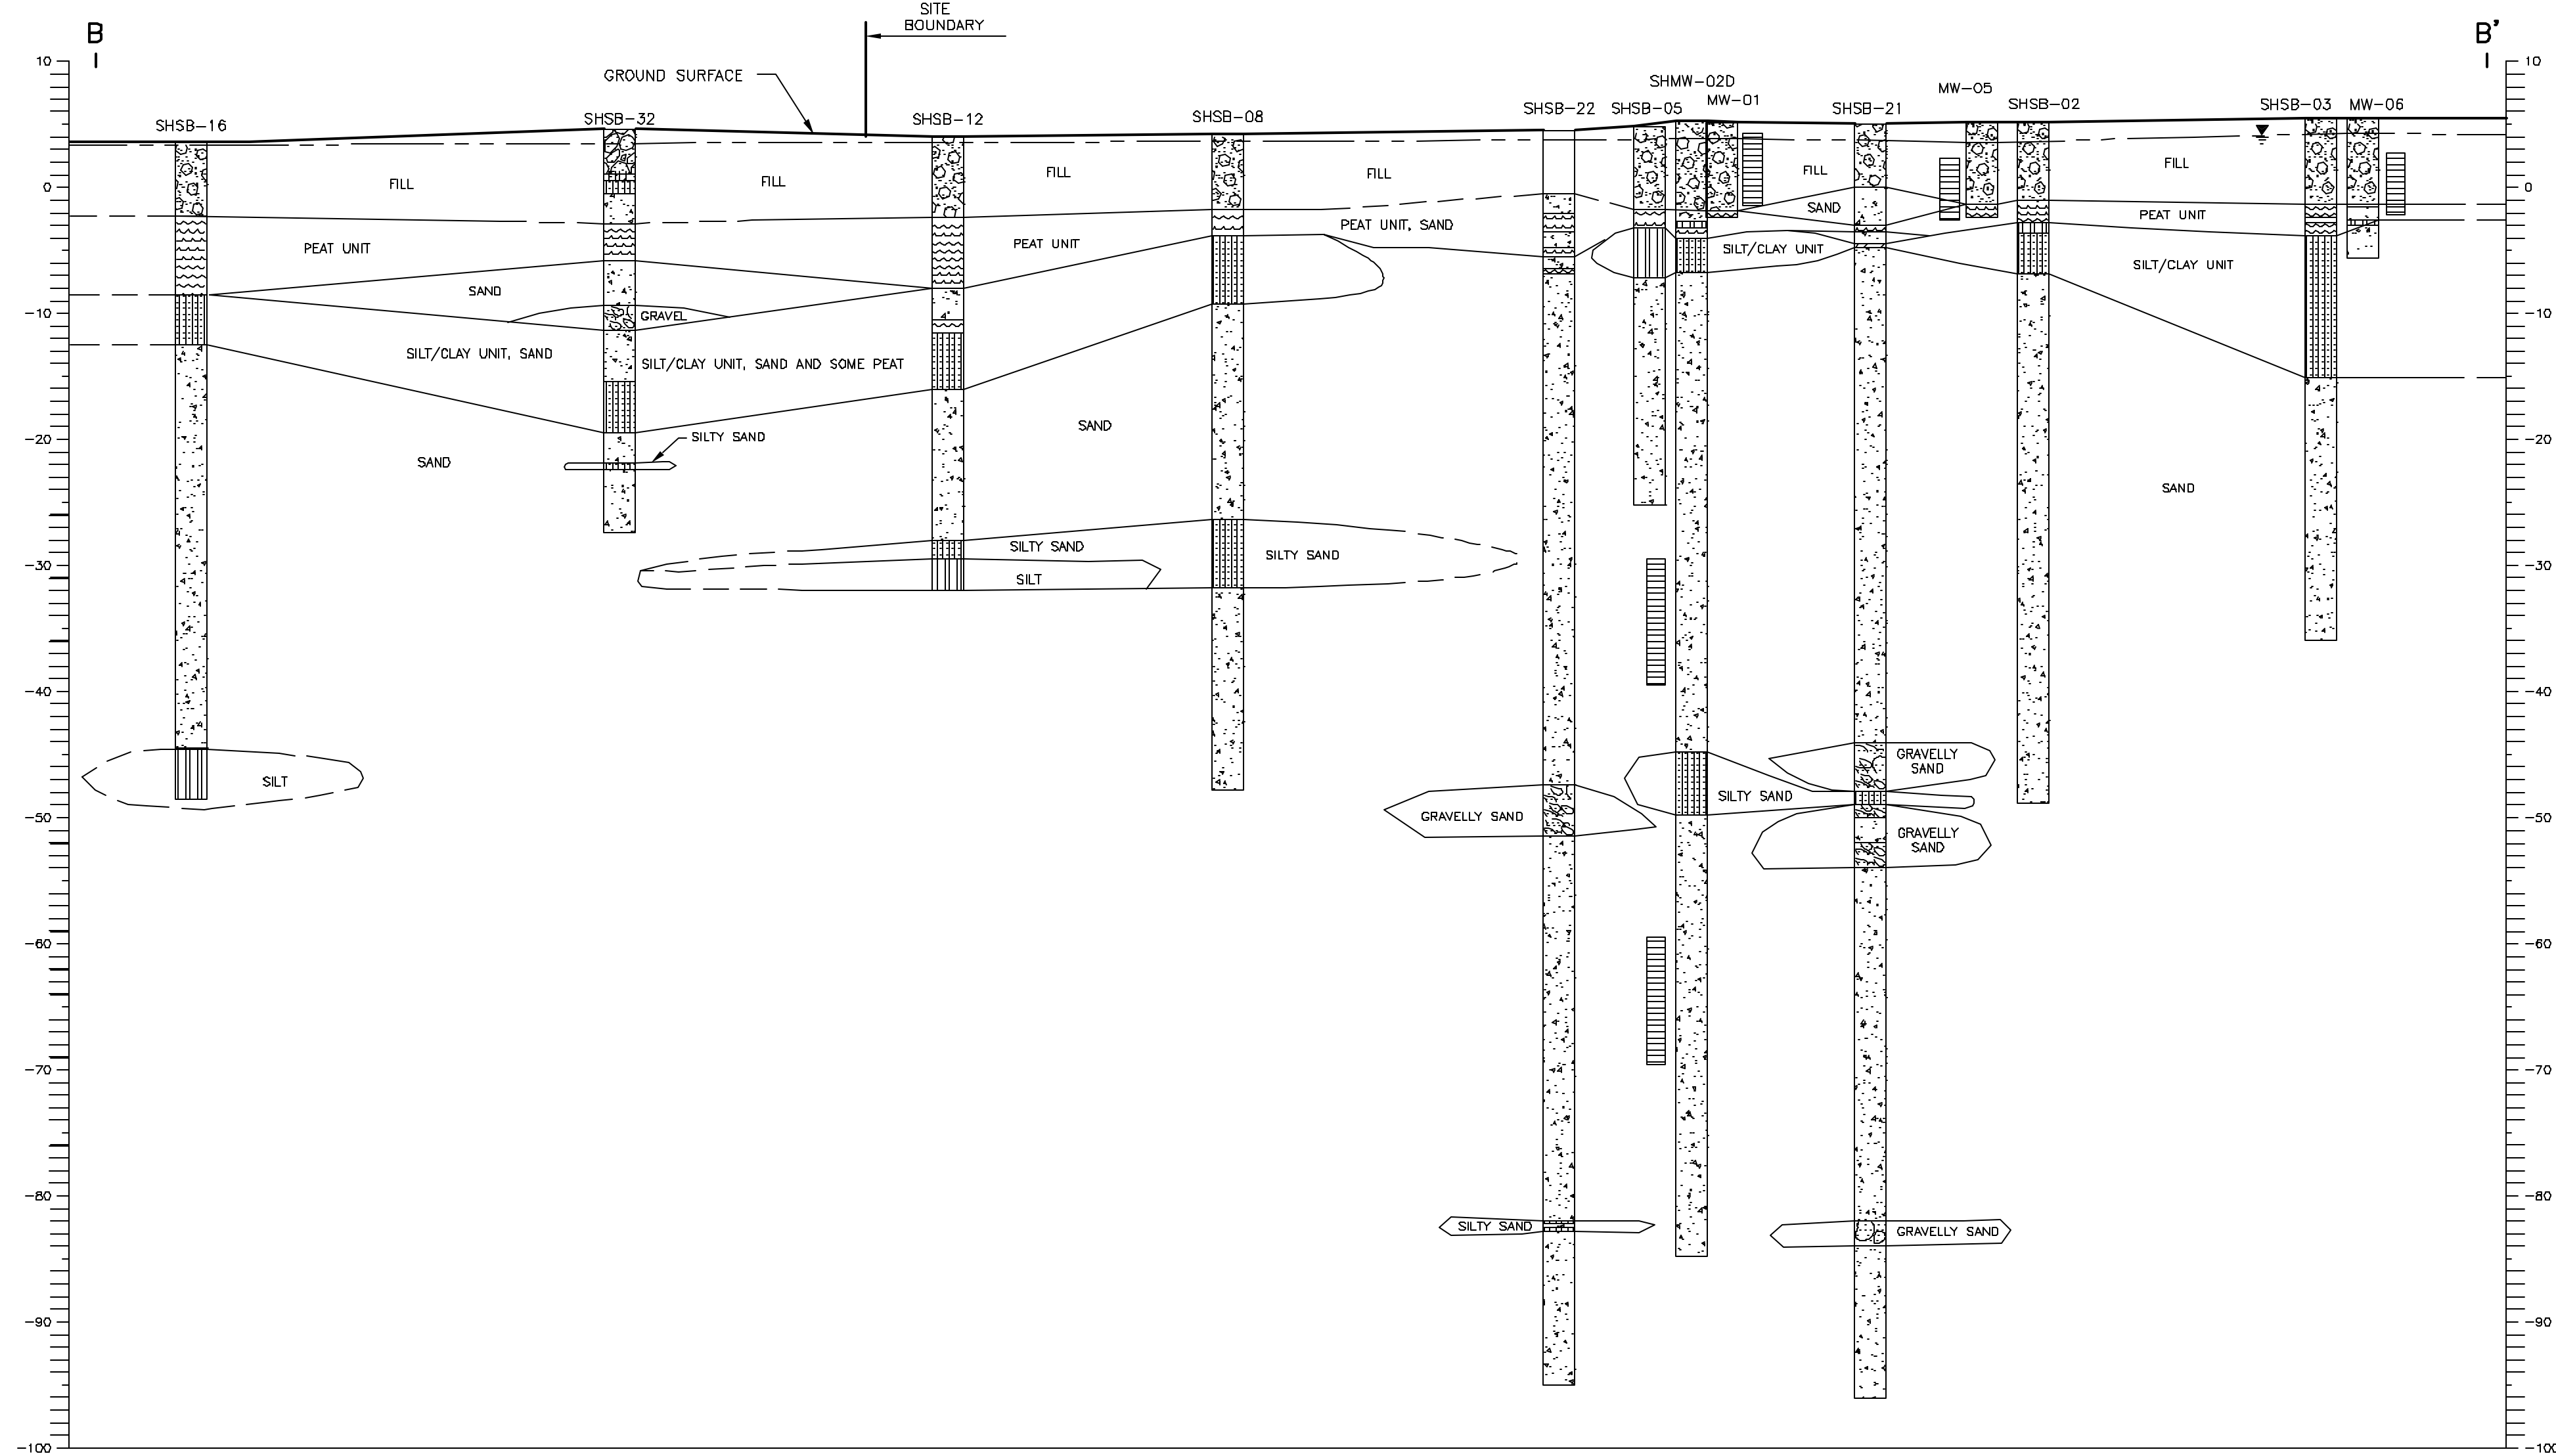 SITE
BOUNDARY
B
B'
GROUND SURFACE
SHSB-16
SHSB-32
SHSB-12
SHSB-08
SHSB-22
SHSB-05
SHMW-02D
MW-01
SHSB-21
MW-05
SHSB-02
SHSB-03
MW-06
10
0
-10
-20
-30
-40
-50
-60
-70
-80
-90
-100
FILL
FILL
FILL
FILL
FILL
FILL
PEAT UNIT
PEAT UNIT
PEAT UNIT, SAND
SAND
PEAT UNIT
SAND
GRAVEL
SILT/CLAY UNIT
SILT/CLAY UNIT
SILT/CLAY UNIT, SAND
SILT/CLAY UNIT, SAND AND SOME PEAT
SILTY SAND
SAND
SAND
SAND
SILTY SAND
SILTY SAND
SILT
SILT
GRAVELLY SAND
SILTY SAND
GRAVELLY
SAND
GRAVELLY
SAND
SILTY SAND
GRAVELLY SAND
10
0
-10
-20
-30
-40
-50
-60
-70
-80
-90
-100